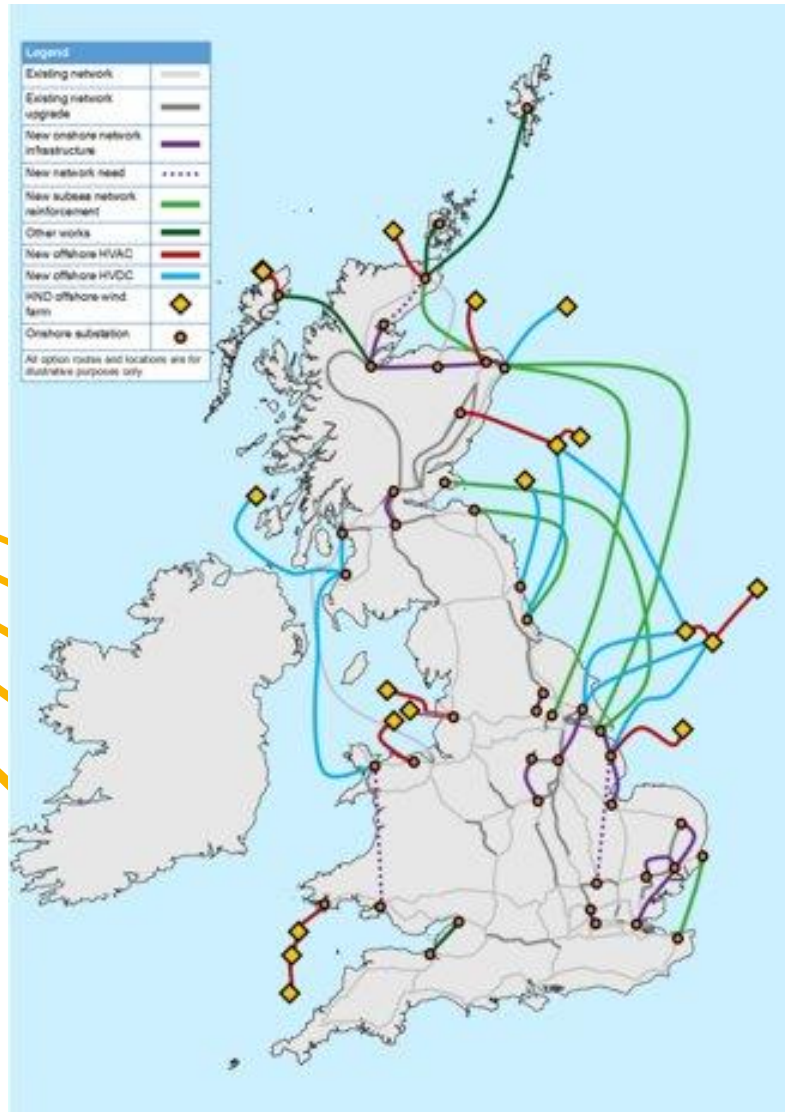 Legend
Existing network
Existing network
upgrade
New onshore network
infrastructure
New network need
New subsea network
reinforcement
Other works
New offshore HVAC
New offshore HVDC
HND offshore wind
farm
Onshore substation
All option routes and locations are for
illustrative purposes only